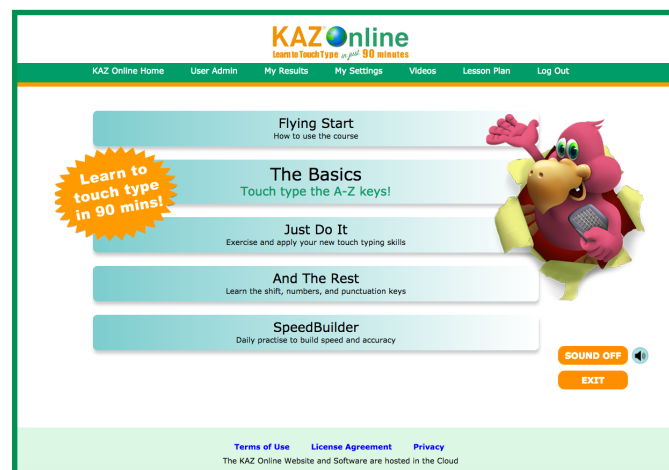 KAZ Online
Learn to Touch Type in just 90 minutes
KAZ Online Home User Admin My Results My Settings Videos Lesson Plan Log Out
Flying Start
How to use the course
Learn to
touch type
in 90 mins!
The Basics
Touch type the A-Z keys!
Just Do It
Exercise and apply your new touch typing skills
And The Rest
Learn the shift, numbers, and punctuation keys
SpeedBuilder
Daily practise to build speed and accuracy
SOUND OFF
EXIT
Terms of Use License Agreement Privacy
The KAZ Online Website and Software are hosted in the Cloud